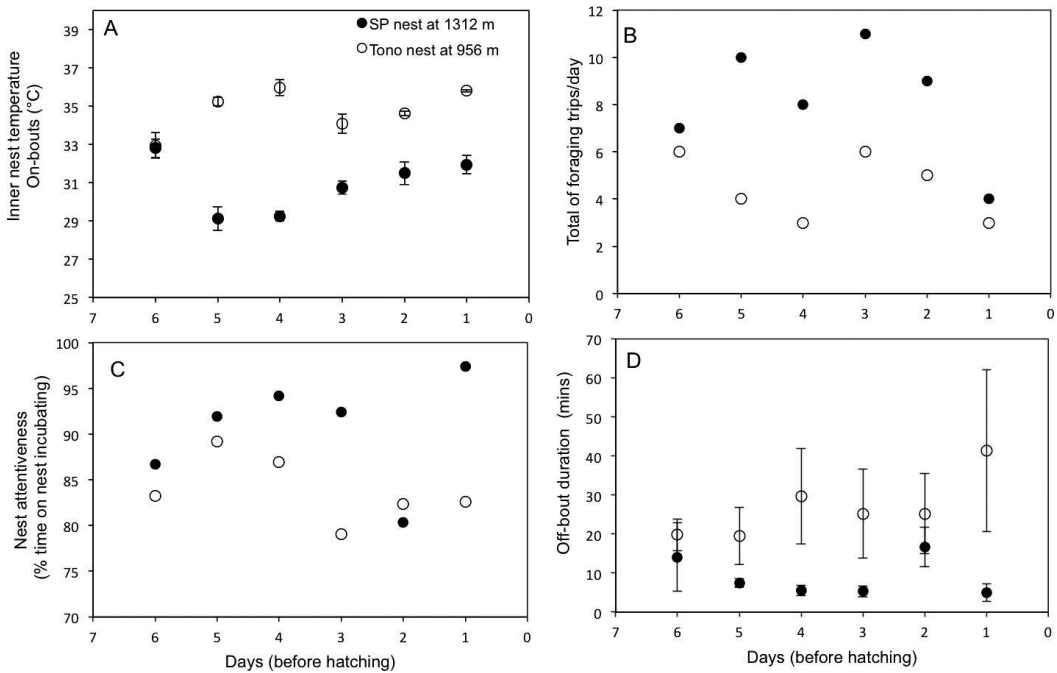 A
SP nest at 1312 m
Tono nest at 956 m
Inner nest temperature
On-bouts (°C)
39
37
35
33
31
29
27
25
7 6 5 4 3 2 1 0
B
Total of foraging trips/day
12
10
8
6
4
2
0
7 6 5 4 3 2 1 0
C
Nest attentiveness
(% time on nest incubating)
100
95
90
85
80
75
70
7 6 5 4 3 2 1 0
Days (before hatching)
D
Off-bout duration (mins)
70
60
50
40
30
20
10
0
7 6 5 4 3 2 1 0
Days (before hatching)